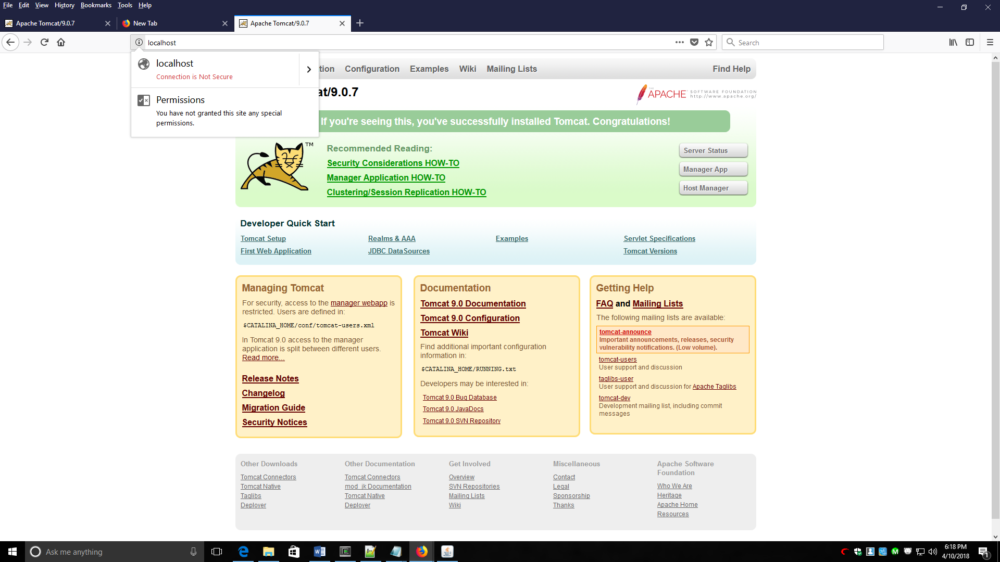 File Edit View History Bookmarks Tools Help
Apache Tomcat/9.0.7
New Tab
Apache Tomcat/9.0.7
localhost
Search
localhost
Connection is Not Secure
Permissions
You have not granted this site any special
permissions.
tion Configuration Examples Wiki Mailing Lists Find Help
at/9.0.7
THE APACHE SOFTWARE FOUNDATION
http://www.apache.org/
If you're seeing this, you've successfully installed Tomcat. Congratulations!
TM
Recommended Reading:
Security Considerations HOW-TO
Manager Application HOW-TO
Clustering/Session Replication HOW-TO
Server Status
Manager App
Host Manager
Developer Quick Start
Tomcat Setup
First Web Application
Realms & AAA
JDBC DataSources
Examples
Servlet Specifications
Tomcat Versions
Managing Tomcat
For security, access to the manager webapp is
restricted. Users are defined in:
$CATALINA_HOME/conf/tomcat-users.xml
In Tomcat 9.0 access to the manager
application is split between different users.
Read more...
Release Notes
Changelog
Migration Guide
Security Notices
Documentation
Tomcat 9.0 Documentation
Tomcat 9.0 Configuration
Tomcat Wiki
Find additional important configuration
information in:
$CATALINA_HOME/RUNNING.txt
Developers may be interested in:
Tomcat 9.0 Bug Database
Tomcat 9.0 JavaDocs
Tomcat 9.0 SVN Repository
Getting Help
FAQ and Mailing Lists
The following mailing lists are available:
tomcat-announce
Important announcements, releases, security
vulnerability notifications. (Low volume).
tomcat-users
User support and discussion
taglibs-user
User support and discussion for Apache Taglibs
tomcat-dev
Development mailing list, including commit
messages
Other Downloads
Tomcat Connectors
Tomcat Native
Taglibs
Deployer
Other Documentation
Tomcat Connectors
mod_jk Documentation
Tomcat Native
Deployer
Get Involved
Overview
SVN Repositories
Mailing Lists
Wiki
Miscellaneous
Contact
Legal
Sponsorship
Thanks
Apache Software
Foundation
Who We Are
Heritage
Apache Home
Resources
Ask me anything
6:18 PM
4/10/2018
1